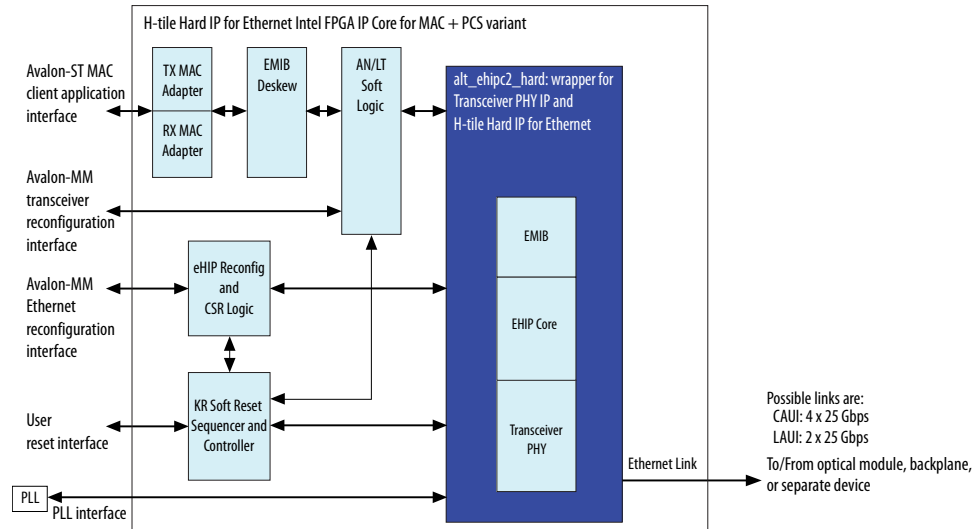 H-tile Hard IP for Ethernet Intel FPGA IP Core for MAC + PCS variant
Avalon-ST MAC
client application
interface
TX MAC
Adapter
RX MAC
Adapter
EMIB
Deskew
AN/LT
Soft
Logic
alt_ehipc2_hard: wrapper for
Transceiver PHY IP and
H-tile Hard IP for Ethernet
Avalon-MM
transceiver
reconfiguration
interface
Avalon-MM
Ethernet
reconfiguration
interface
eHIP Reconfig
and
CSR Logic
EMIB
EHIP Core
Transceiver
PHY
User
reset interface
KR Soft Reset
Sequencer and
Controller
PLL
PLL interface
Ethernet Link
Possible links are:
CAUI: 4 x 25 Gbps
LAUI: 2 x 25 Gbps
To/From optical module, backplane,
or separate device